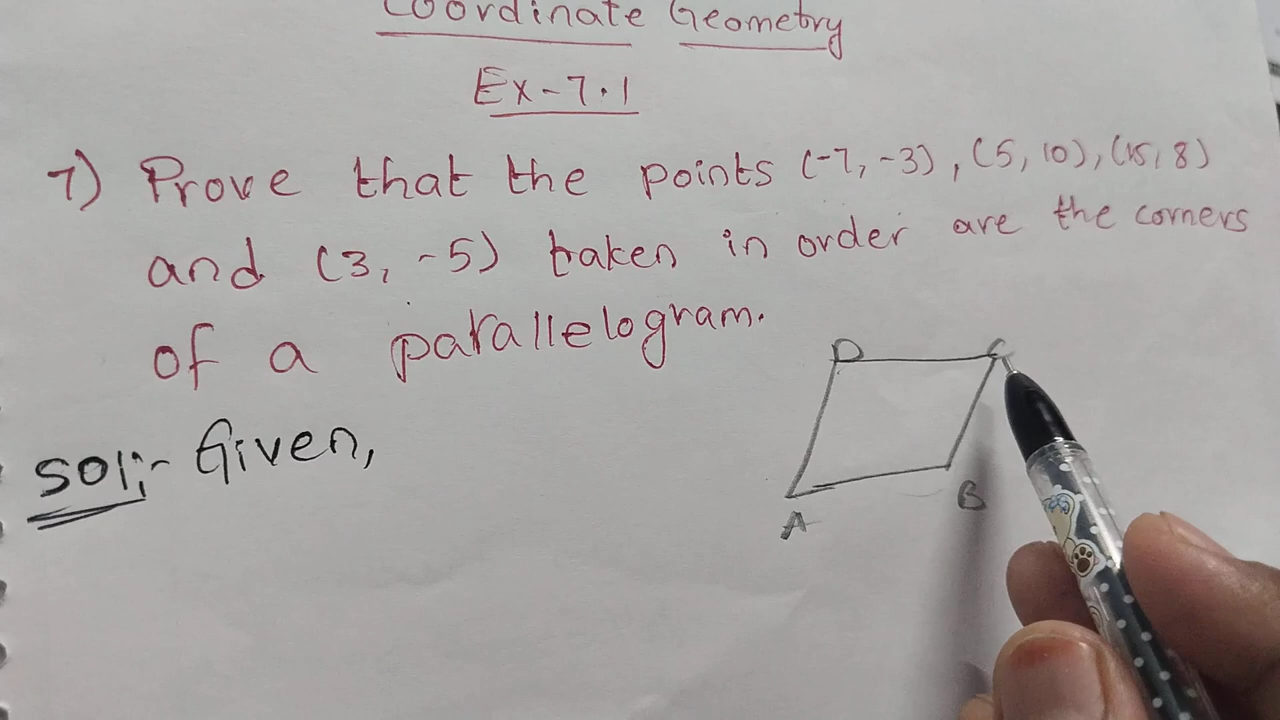 Coordinate Geometry
Ex-7.1
7) Prove that the points (-7, -3), (5, 10), (15, 8)
and (3, -5) taken in order are the corners
of a parallelogram.
D C
Sol:- Given,
A B